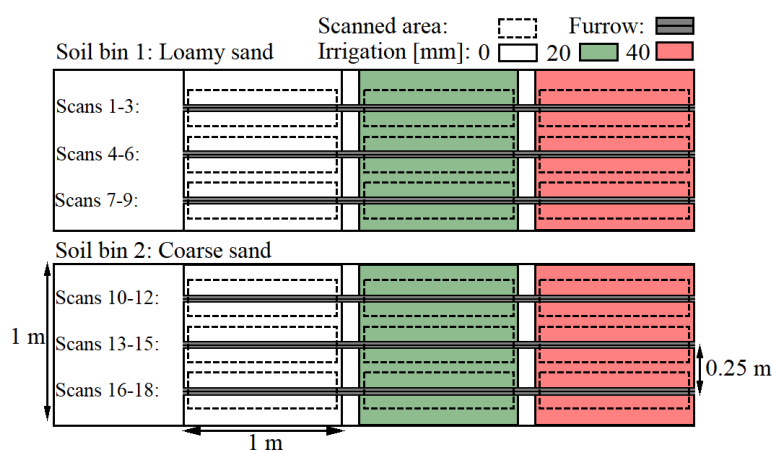 Scanned area: Furrow:
Soil bin 1: Loamy sand Irrigation [mm]: 0 20 40
Scans 1-3:
Scans 4-6:
Scans 7-9:
Soil bin 2: Coarse sand
Scans 10-12:
Scans 13-15:
1 m
0.25 m
Scans 16-18:
1 m